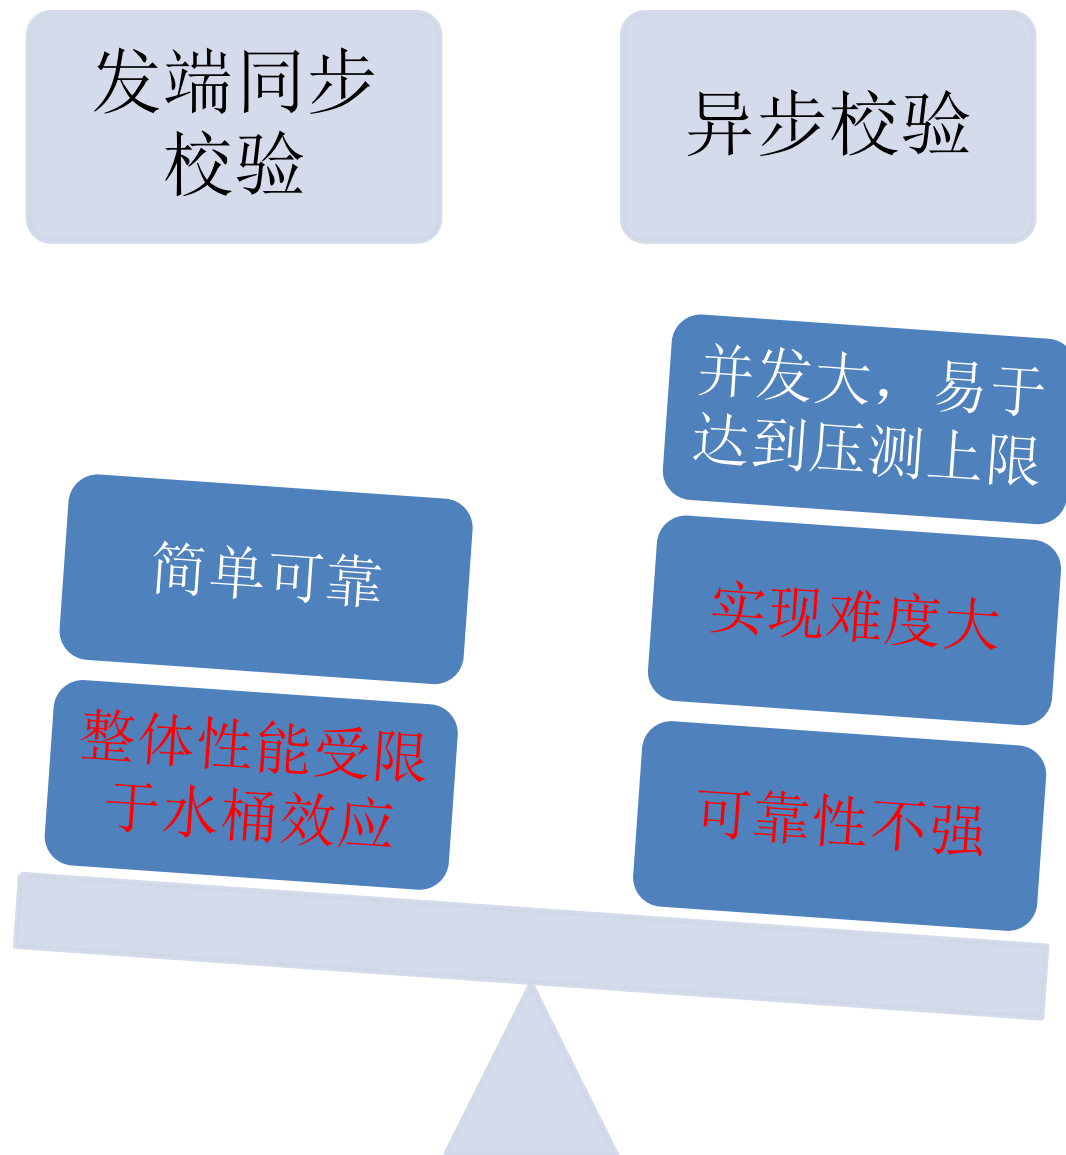 发端同步
校验
异步校验
简单可靠
整体性能受限
于水桶效应
并发大，易于
达到压测上限
实现难度大
可靠性不强